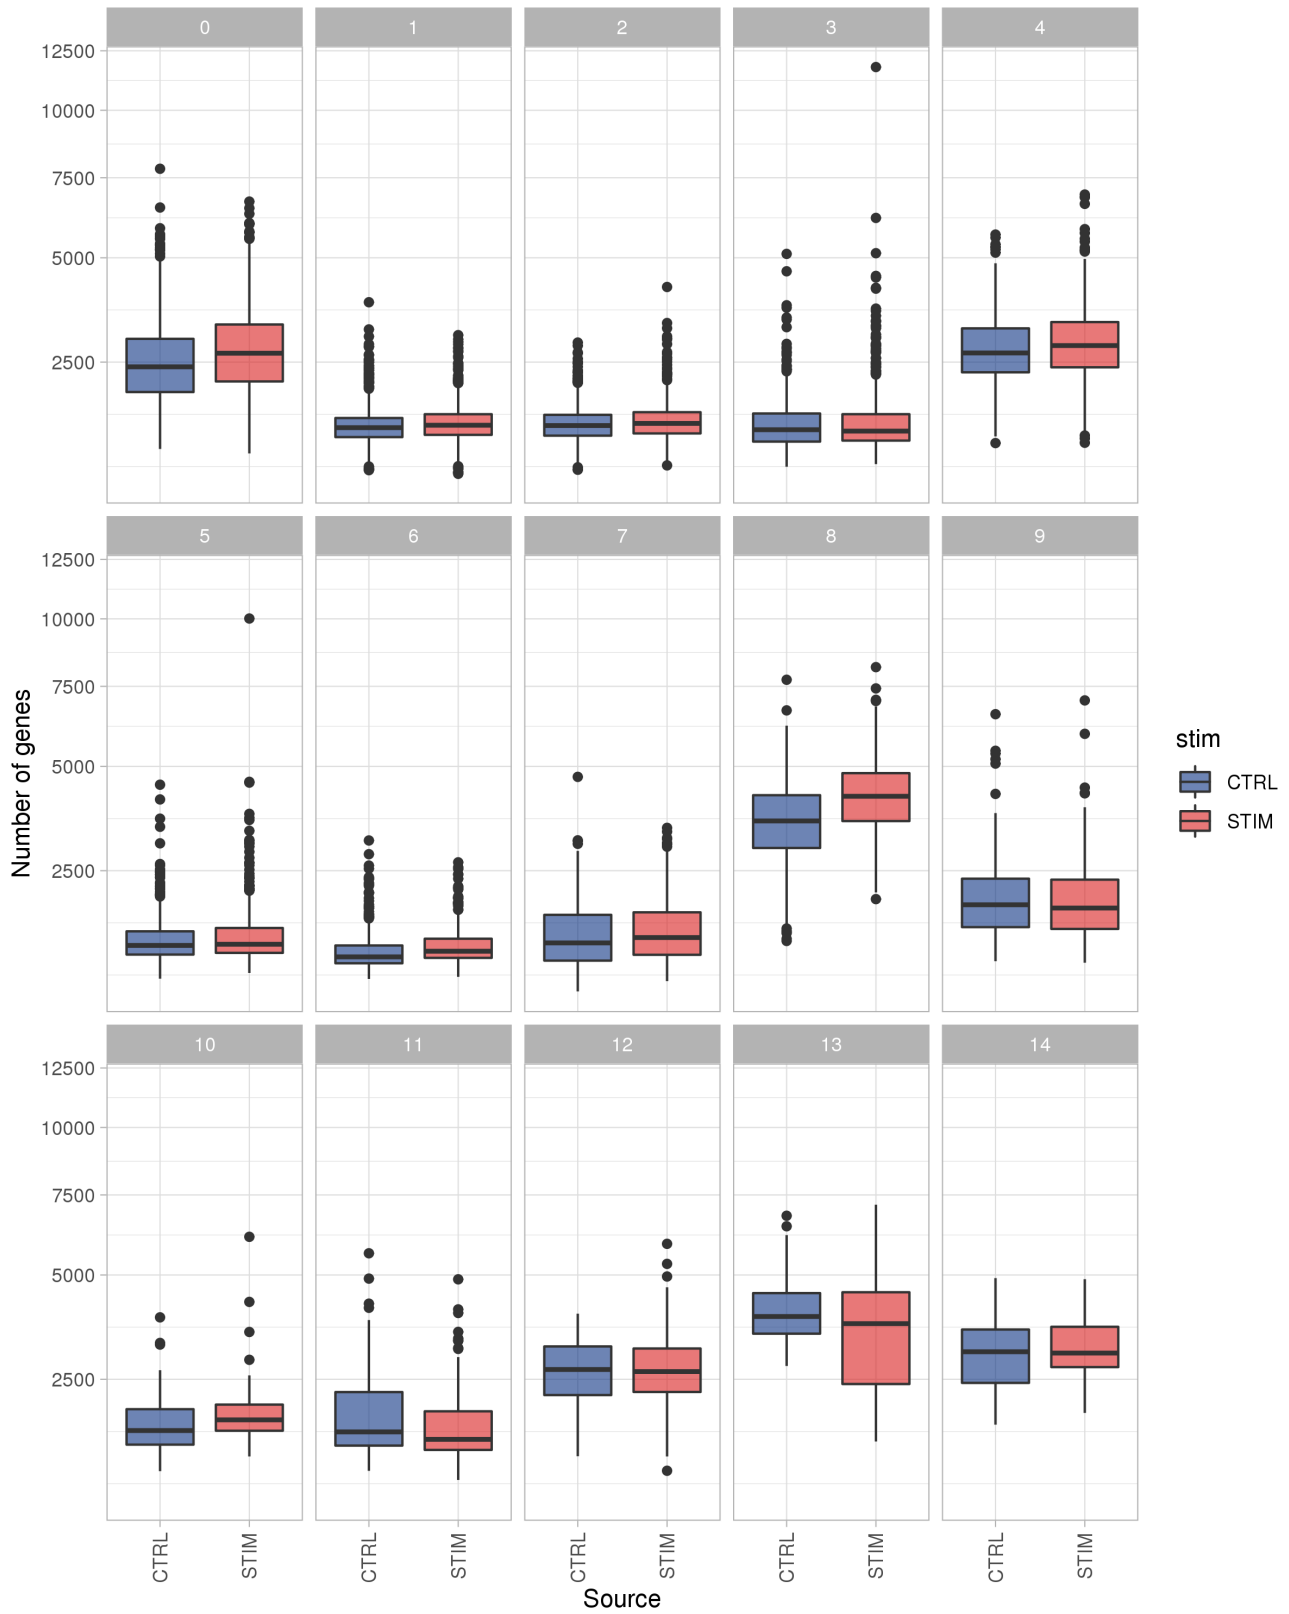 0 1 2 3 4
12500
10000
7500
5000
2500
5 6 7 8 9
12500
10000
7500
5000
2500
10 11 12 13 14
12500
10000
7500
5000
2500
CTRL STIM CTRL STIM CTRL STIM CTRL STIM CTRL STIM
Source
Number of genes
stim
CTRL
STIM